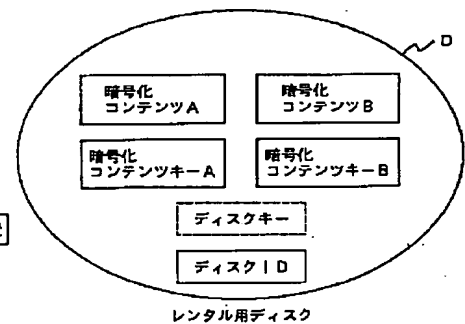 D
暗号化
コンテンツA
暗号化
コンテンツB
暗号化
コンテンツキーA
暗号化
コンテンツキーB
ディスクキー
ディスクID
レンタル用ディスク